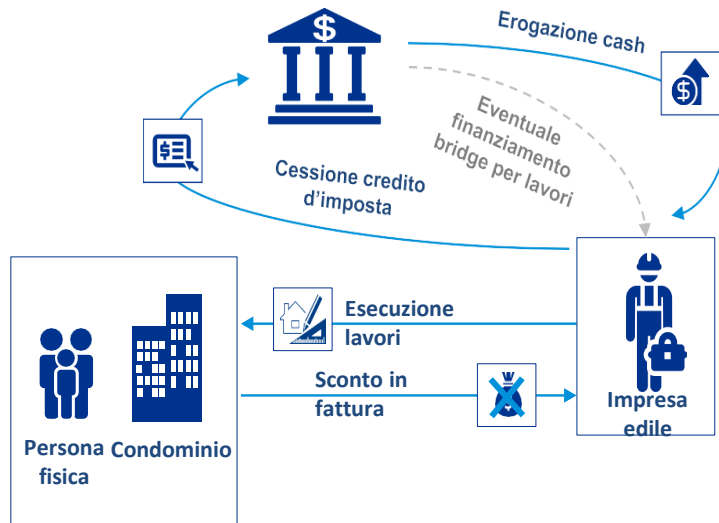 Erogazione cash
Eventuale
finanziamento
bridge per lavori
Cessione credito
d'imposta
Esecuzione
lavori
Sconto in
fattura
Impresa
edile
Persona
fisica
Condominio